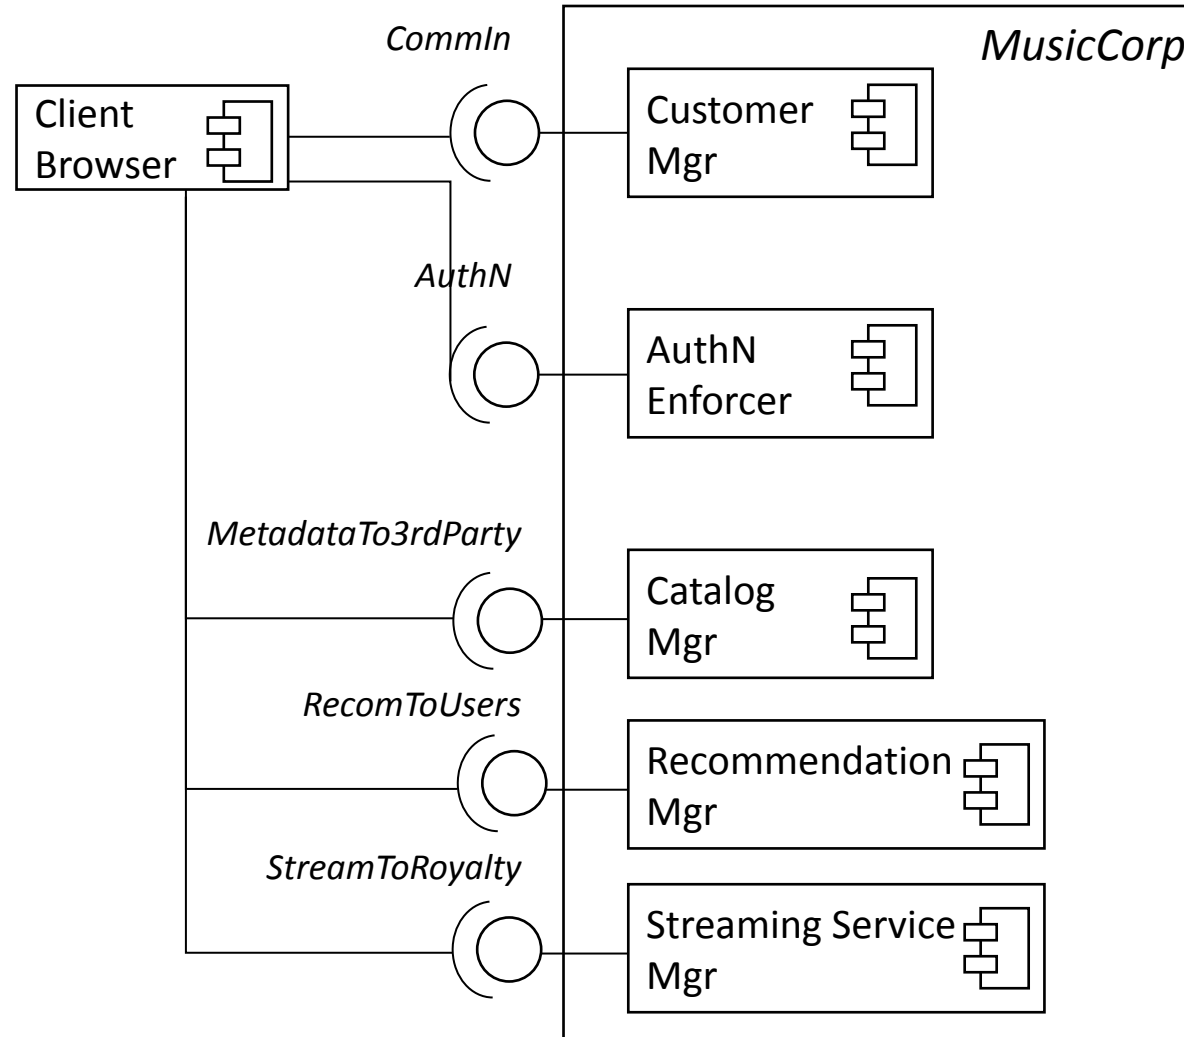 CommIn
MusicCorp
Client
Browser
Customer
Mgr
AuthN
AuthN
Enforcer
MetadataTo3rdParty
Catalog
Mgr
RecomToUsers
Recommendation
Mgr
StreamToRoyalty
Streaming Service
Mgr